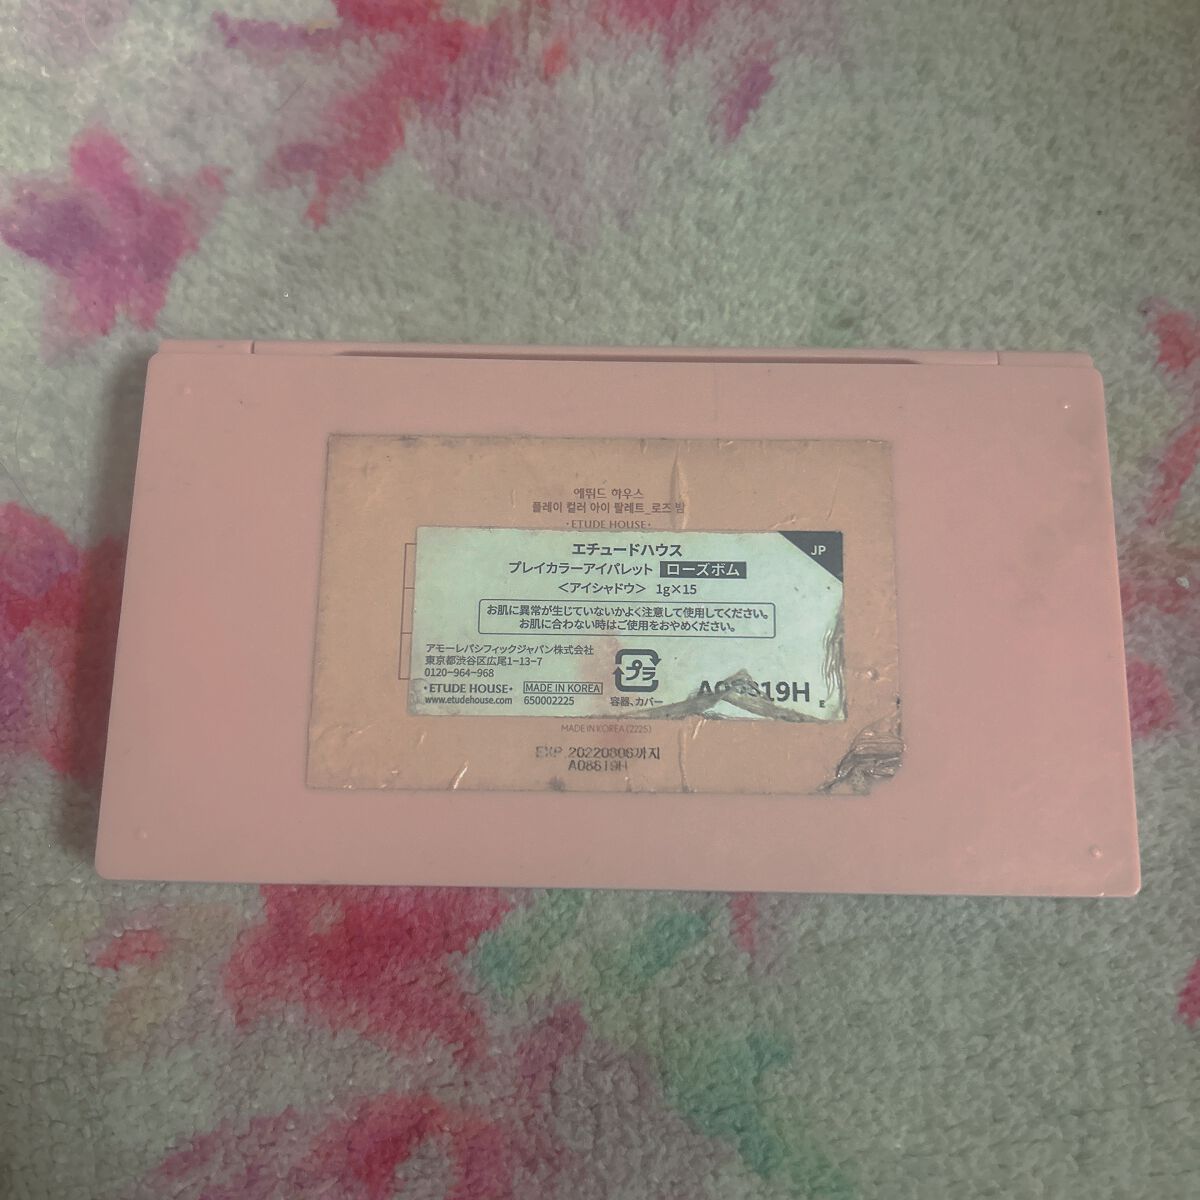 에뛰드 하우스
플레이 컬러 아이 팔레트_로즈 밤
·ETUDE HOUSE·
エチュードハウス
JP
プレイカラーアイパレット ローズボム
<アイシャドウ> 1g×15
お肌に異常が生じていないかよく注意して使用してください。
お肌に合わない時はご使用をおやめください。
アモーレパシフィックジャパン株式会社
東京都渋谷区広尾1-13-7
0120-964-968
·ETUDE HOUSE· MADE IN KOREA
www.etudehouse.com 650002225
プラ
容器、カバー
A08619H E
MADE IN KOREA (2225)
EXP.20220806까지
A08619H